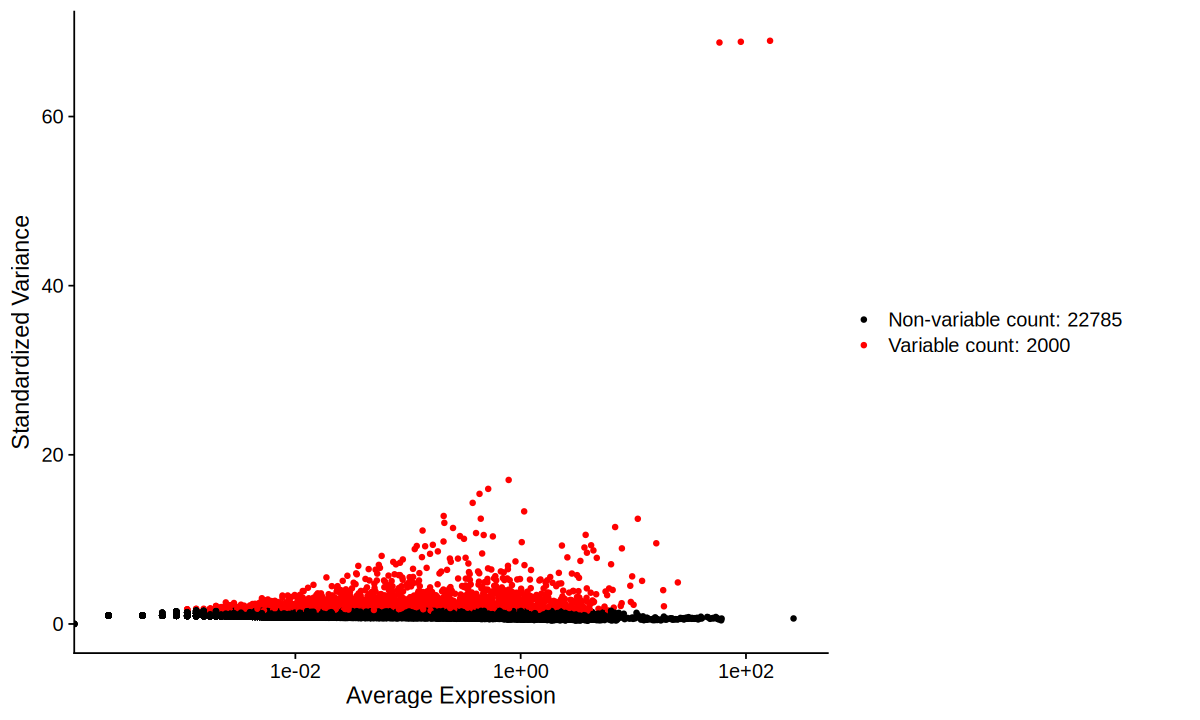 Standardized Variance
60
40
20
0
1e-02
1e+00
1e+02
Average Expression
Non-variable count: 22785
Variable count: 2000